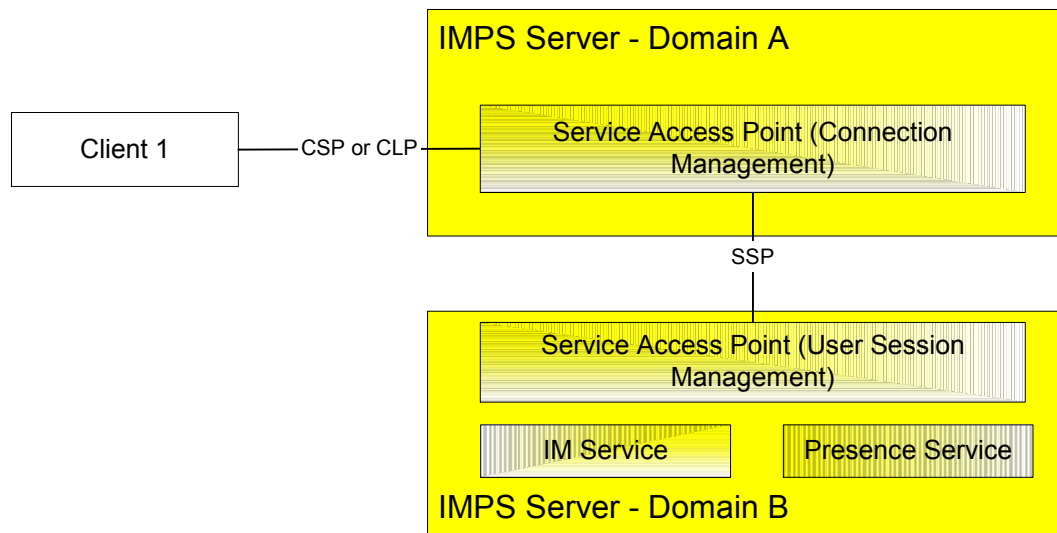 IMPS Server - Domain A
Client 1
CSP or CLP
Service Access Point (Connection
Management)
SSP
Service Access Point (User Session
Management)
IM Service
Presence Service
IMPS Server - Domain B